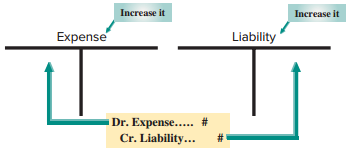 Increase it
Increase it
Expense
Liability
Dr. Expense..... #
Cr. Liability... #